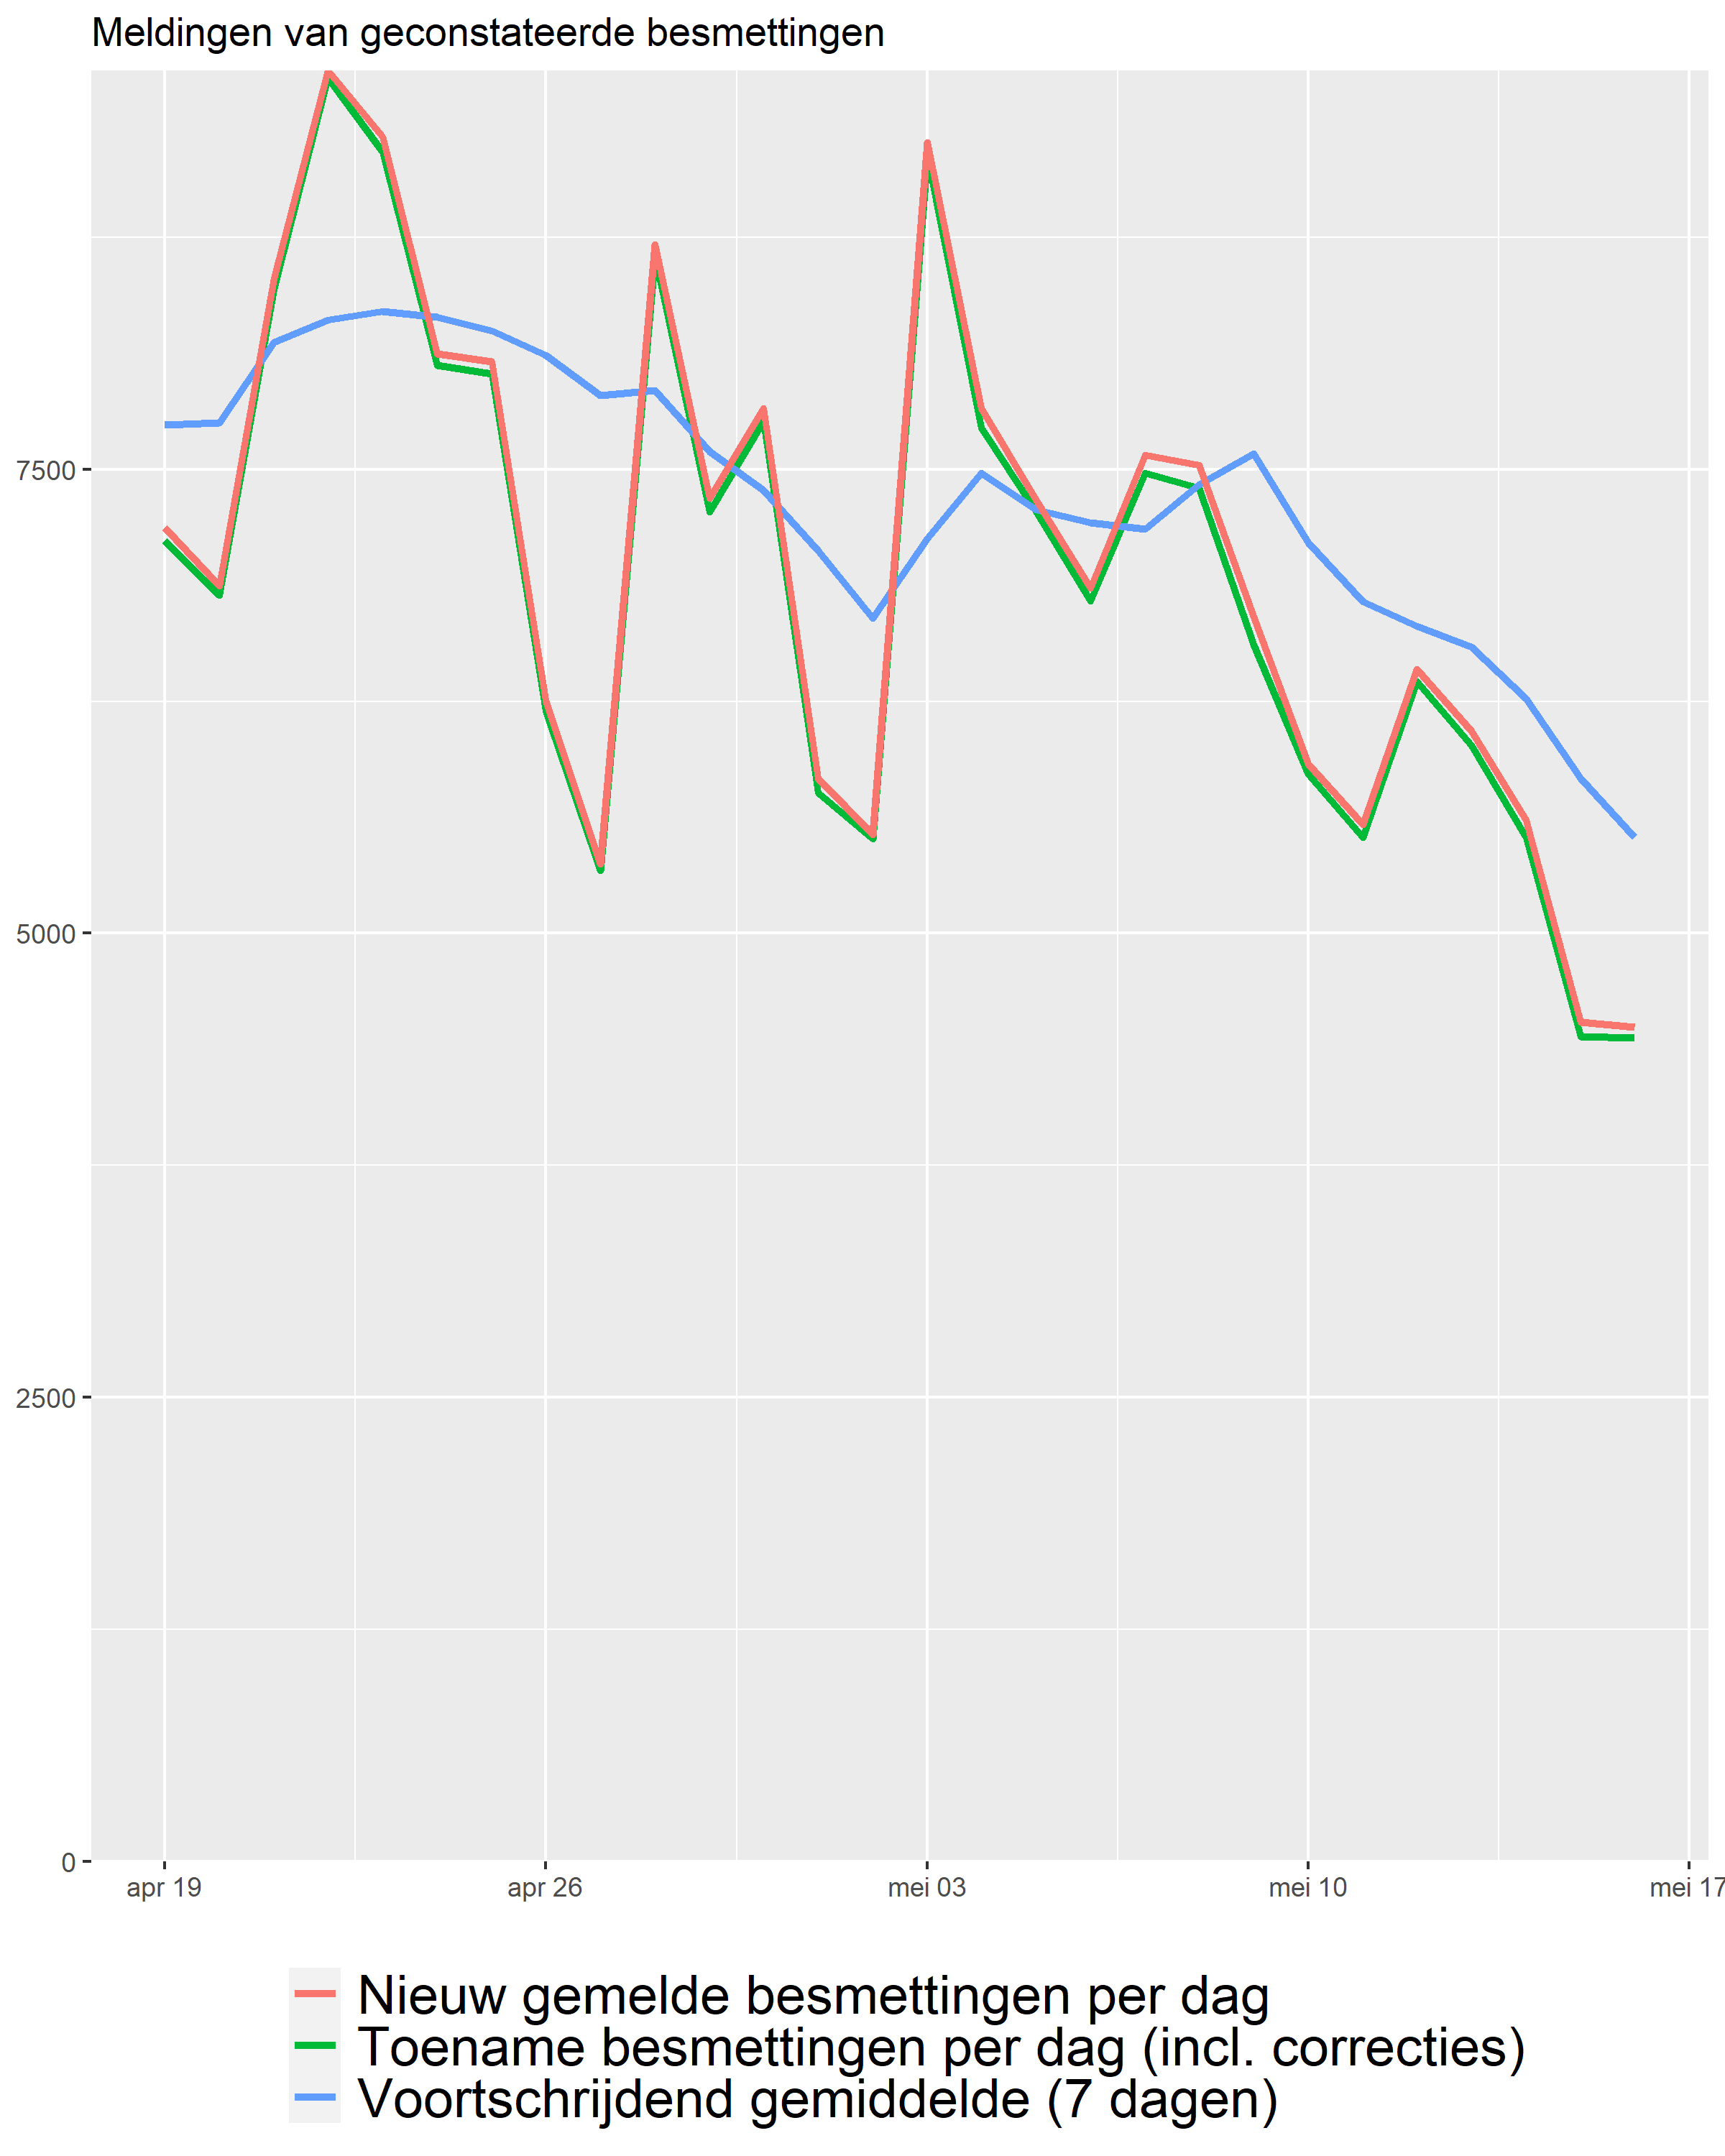 Meldingen van geconstateerde besmettingen
7500
5000
2500
0
apr 19 apr 26 mei 03 mei 10 mei 17
Nieuw gemelde besmettingen per dag
Toename besmettingen per dag (incl. correcties)
Voortschrijdend gemiddelde (7 dagen)